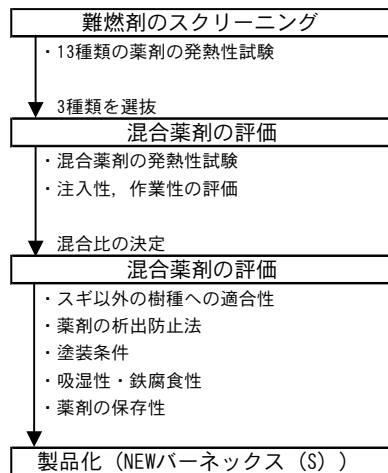 難燃剤のスクリーニング
・13種類の薬剤の発熱性試験
3種類を選抜
混合薬剤の評価
・混合薬剤の発熱性試験
・注入性，作業性の評価
混合比の決定
混合薬剤の評価
・スギ以外の樹種への適合性
・薬剤の析出防止法
・塗装条件
・吸湿性・鉄腐食性
・薬剤の保存性
製品化（NEWバーネックス（S））